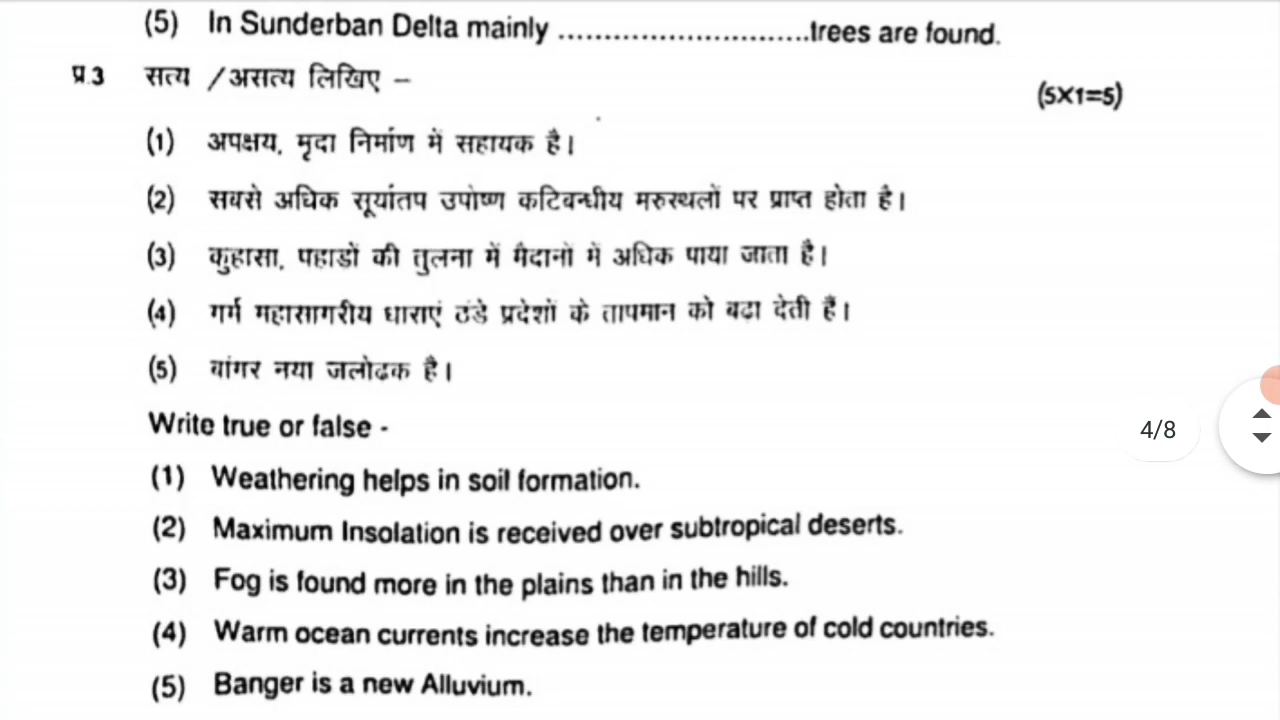 (5) In Sunderban Delta mainly ............................trees are found.
प्र.3 सत्य /असत्य लिखिए –
(5X1=5)
(1) अपक्षय, मृदा निर्माण में सहायक है।
(2) सबसे अधिक सूर्यातप उपोष्ण कटिबन्धीय मरुस्थलों पर प्राप्त होता है।
(3) कुहासा, पहाडों की तुलना में मैदानों में अधिक पाया जाता है।
(4) गर्म महासागरीय धाराएं ठंडे प्रदेशों के तापमान को बढ़ा देती हैं।
(5) बांगर नया जलोढक है।
Write true or false -
4/8
(1) Weathering helps in soil formation.
(2) Maximum Insolation is received over subtropical deserts.
(3) Fog is found more in the plains than in the hills.
(4) Warm ocean currents increase the temperature of cold countries.
(5) Banger is a new Alluvium.